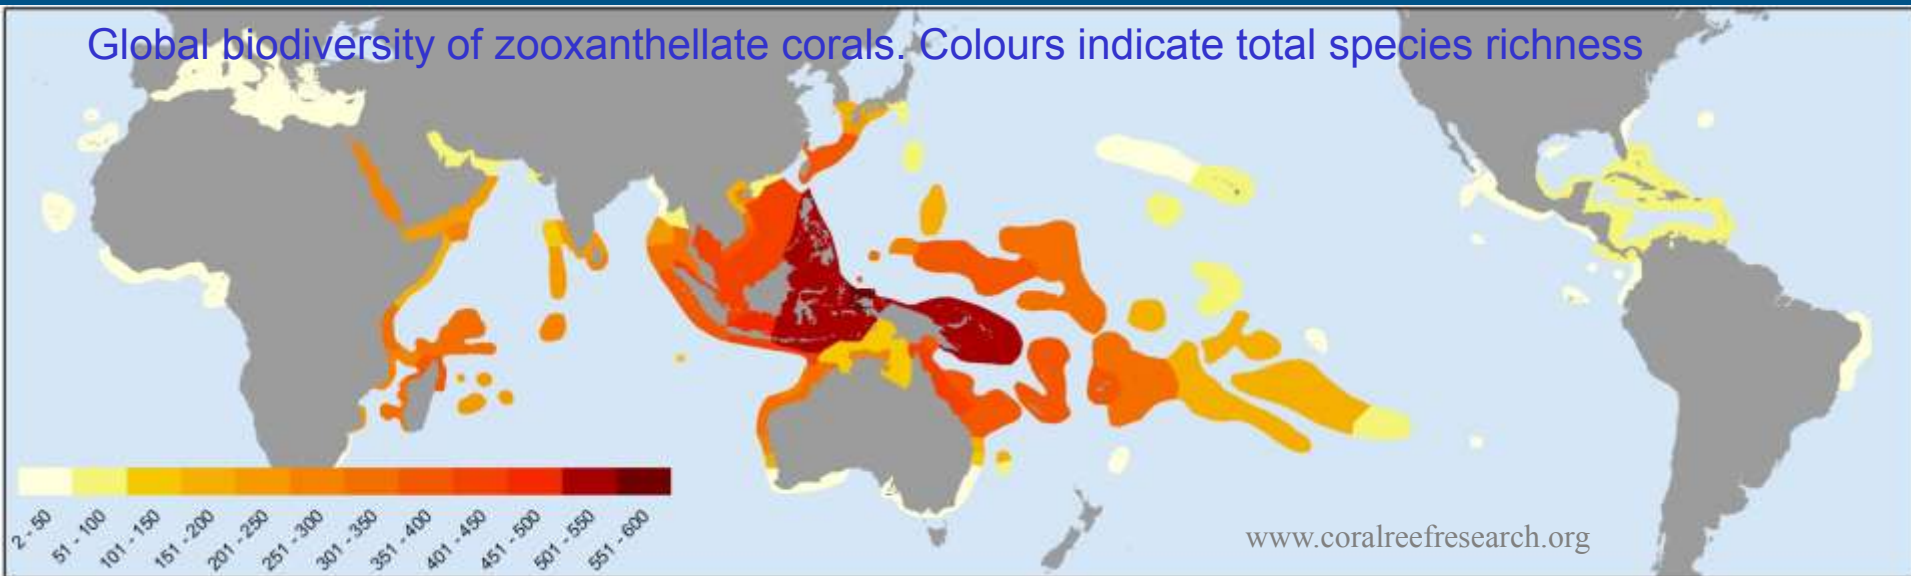 Global biodiversity of zooxanthellate corals. Colours indicate total species richness
2 - 50
51 - 100
101 - 150
151 - 200
201 - 250
251 - 300
301 - 350
351 - 400
401 - 450
451 - 500
501 - 550
551 - 600
www.coralreefresearch.org